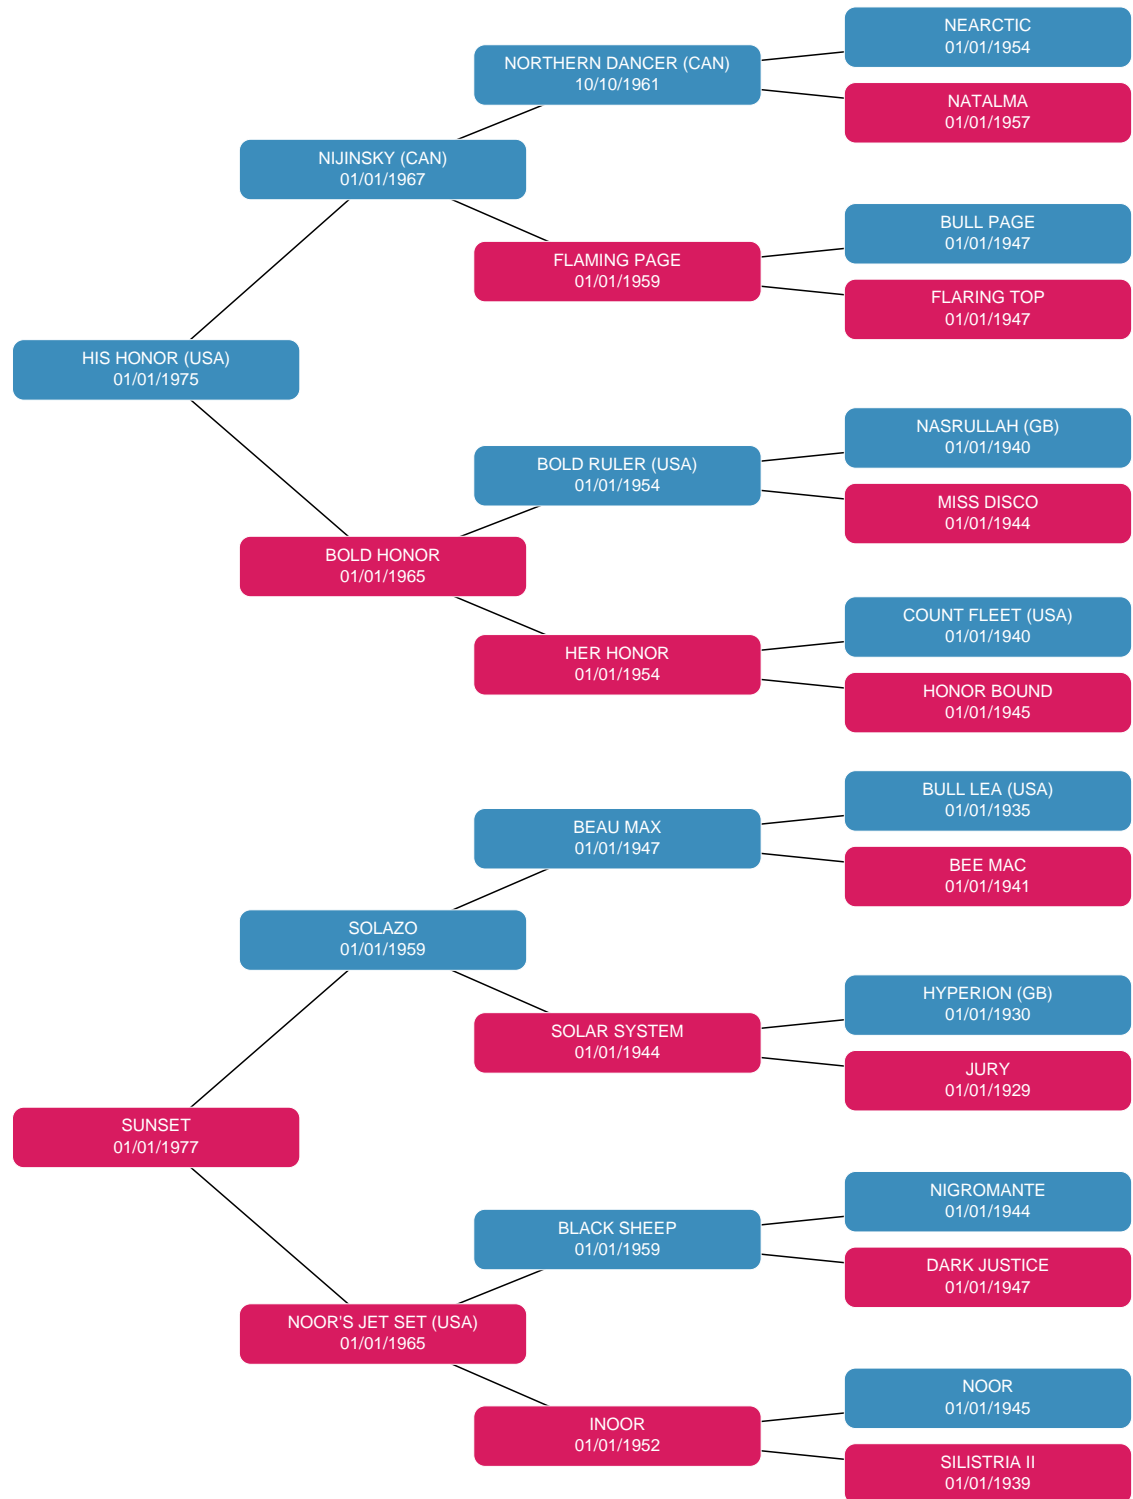 NEARCTIC
01/01/1954
NORTHERN DANCER (CAN)
10/10/1961
NATALMA
01/01/1957
NIJINSKY (CAN)
01/01/1967
BULL PAGE
01/01/1947
FLAMING PAGE
01/01/1959
FLARING TOP
01/01/1947
HIS HONOR (USA)
01/01/1975
NASRULLAH (GB)
01/01/1940
BOLD RULER (USA)
01/01/1954
MISS DISCO
01/01/1944
BOLD HONOR
01/01/1965
COUNT FLEET (USA)
01/01/1940
HER HONOR
01/01/1954
HONOR BOUND
01/01/1945
BULL LEA (USA)
01/01/1935
BEAU MAX
01/01/1947
BEE MAC
01/01/1941
SOLAZO
01/01/1959
HYPERION (GB)
01/01/1930
SOLAR SYSTEM
01/01/1944
JURY
01/01/1929
SUNSET
01/01/1977
NIGROMANTE
01/01/1944
BLACK SHEEP
01/01/1959
DARK JUSTICE
01/01/1947
NOOR'S JET SET (USA)
01/01/1965
NOOR
01/01/1945
INOOR
01/01/1952
SILISTRIA II
01/01/1939